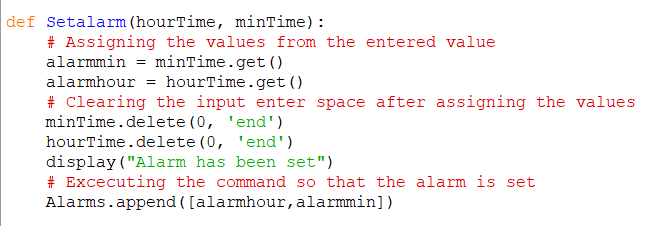 def Setalarm(hourTime, minTime):
    # Assigning the values from the entered value
    alarmmin = minTime.get()
    alarmhour = hourTime.get()
    # Clearing the input enter space after assigning the values
    minTime.delete(0, 'end')
    hourTime.delete(0, 'end')
    display("Alarm has been set")
    # Excecuting the command so that the alarm is set
    Alarms.append([alarmhour,alarmmin])